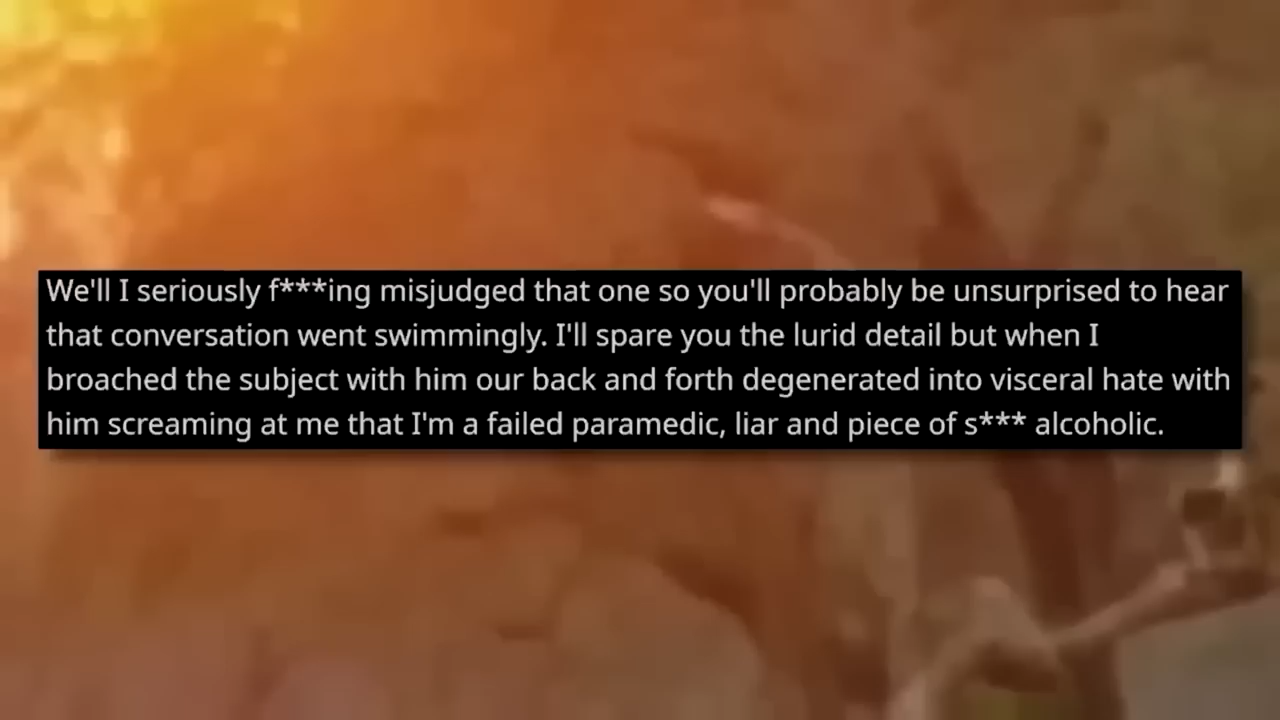 We'll I seriously f***ing misjudged that one so you'll probably be unsurprised to hear
that conversation went swimmingly. I'll spare you the lurid detail but when I
broached the subject with him our back and forth degenerated into visceral hate with
him screaming at me that I'm a failed paramedic, liar and piece of s*** alcoholic.